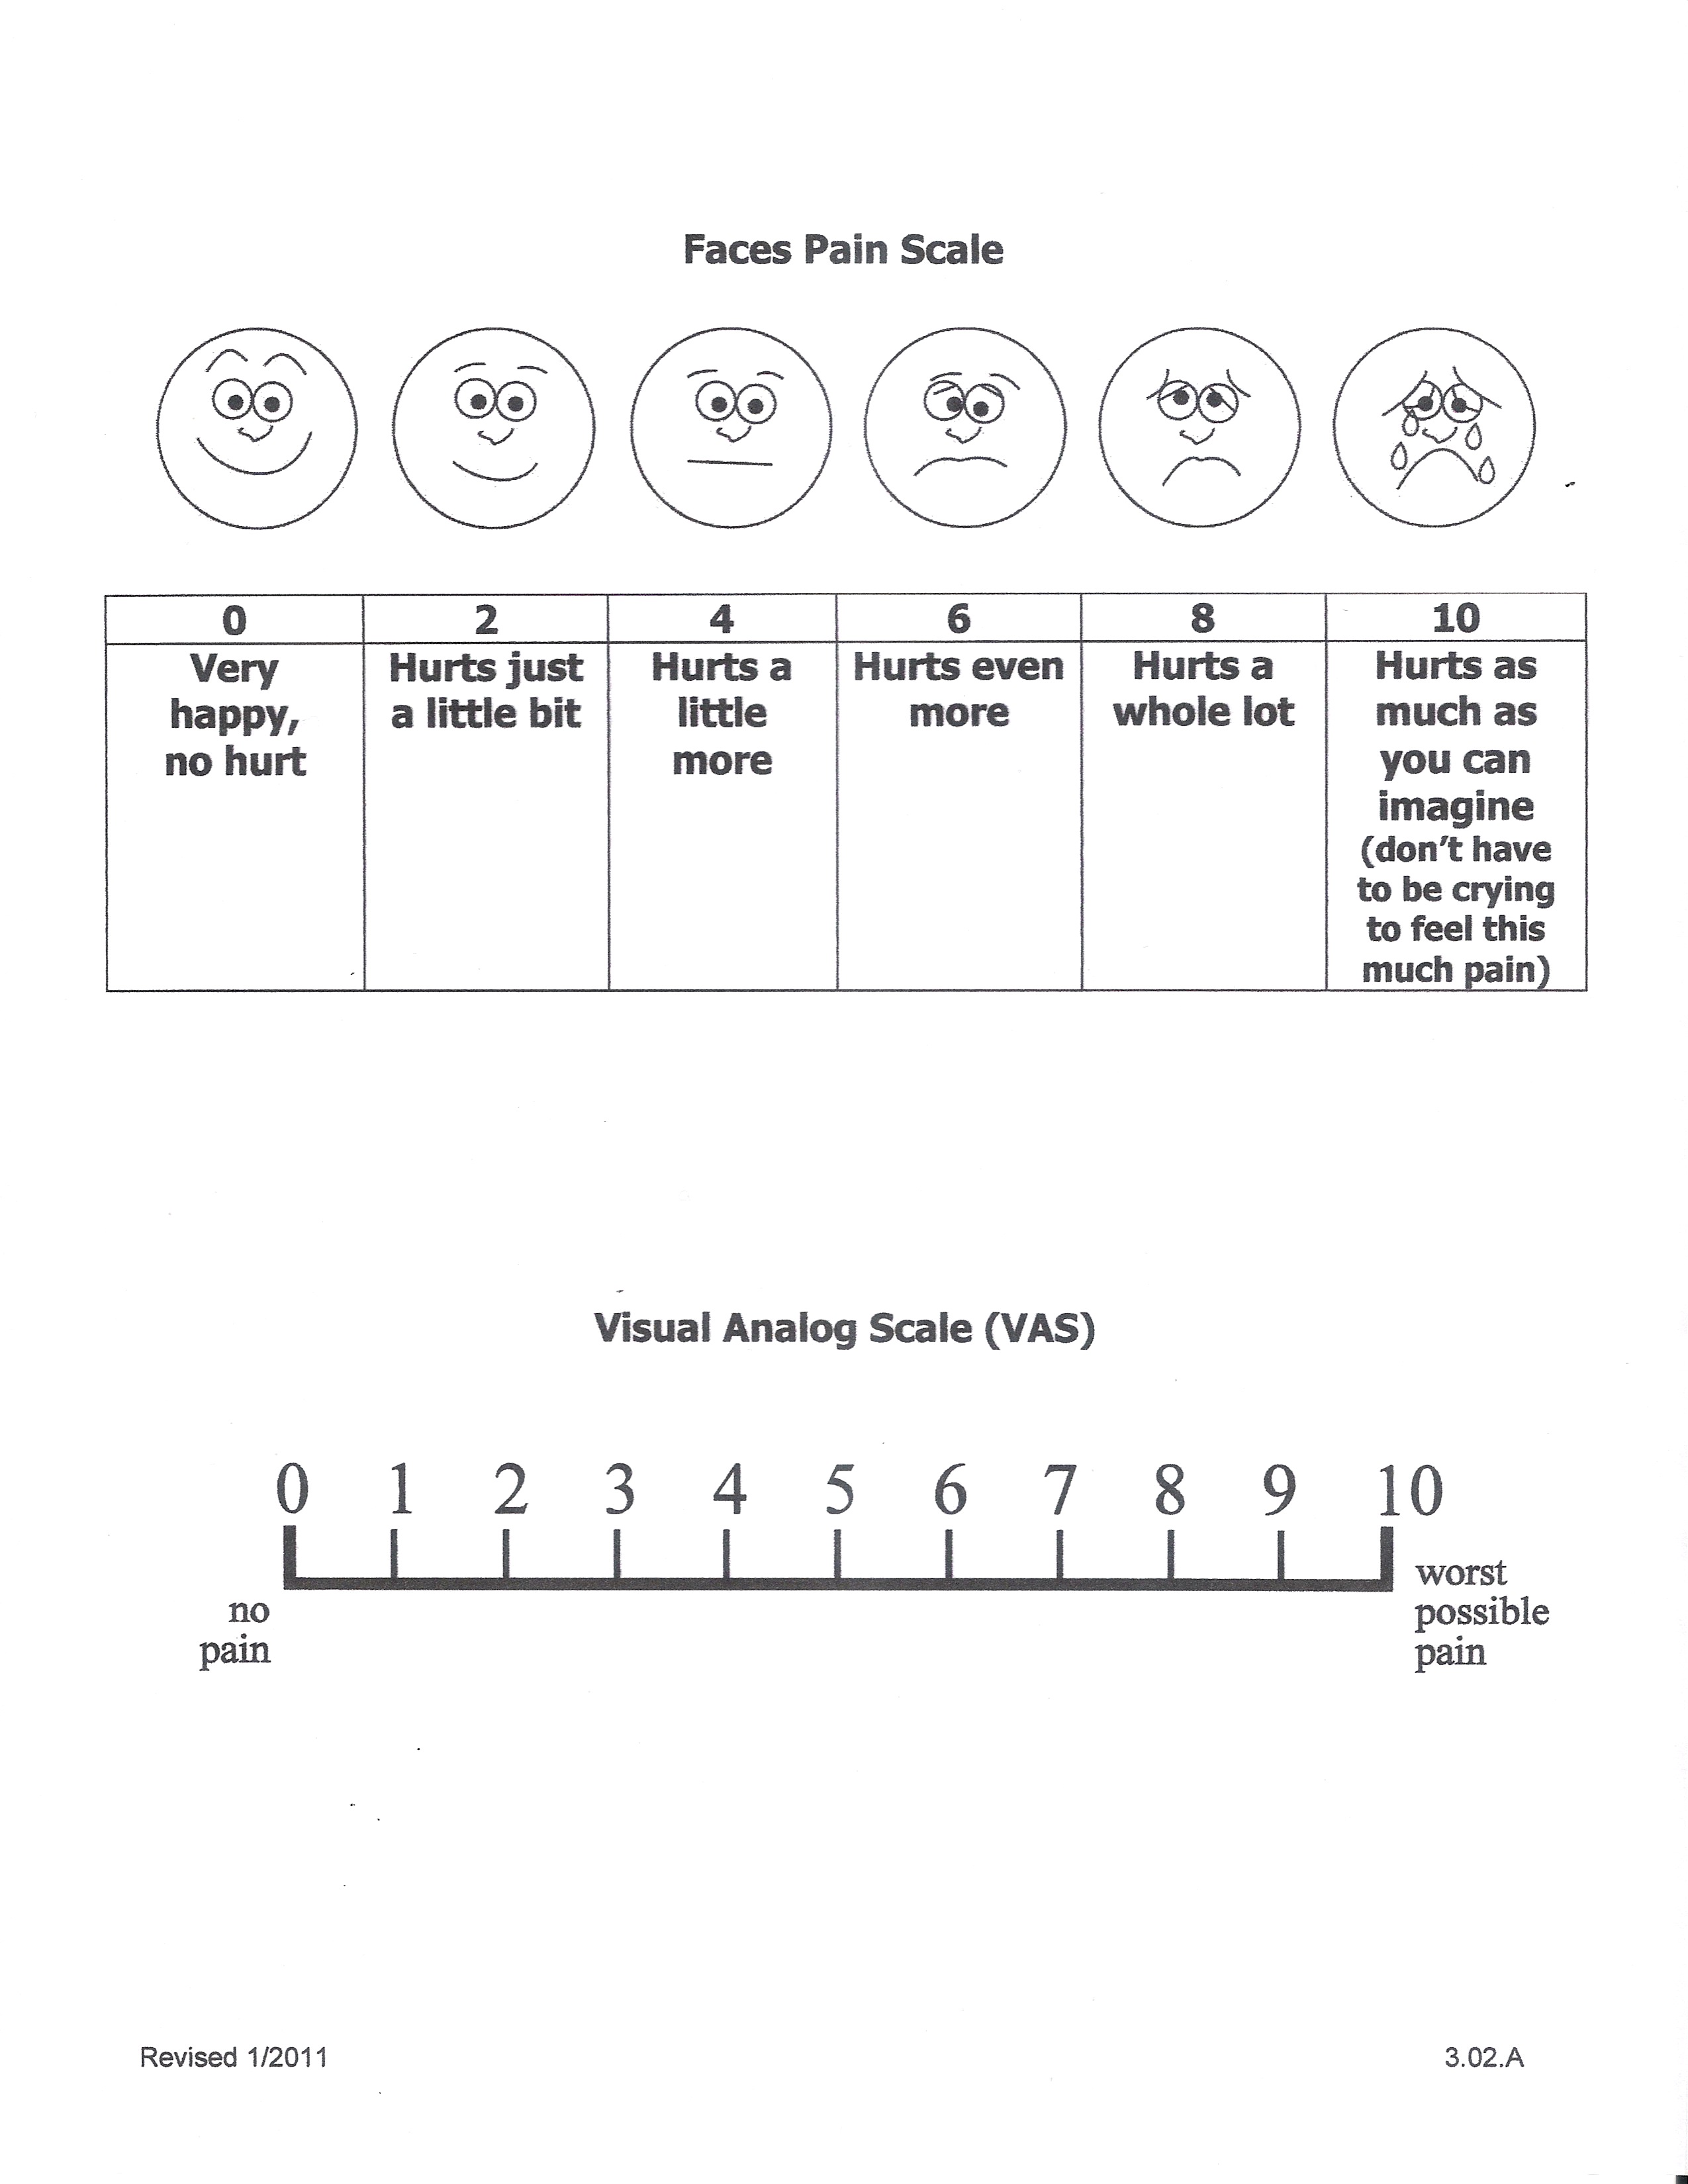 Faces Pain Scale
0 2 4 6 8 10
Very
happy,
no hurt
Hurts just
a little bit
Hurts a
little
more
Hurts even
more
Hurts a
whole lot
Hurts as
much as
you can
imagine
(don't have
to be crying
to feel this
much pain)
Visual Analog Scale (VAS)
0 1 2 3 4 5 6 7 8 9 10
no
pain
worst
possible
pain
Revised 1/2011
3.02.A